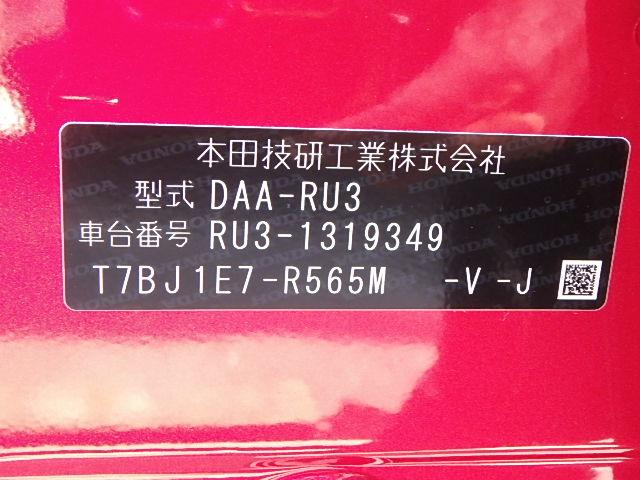 本田技研工業株式会社
型式 DAA-RU3
車台番号 RU3-1319349
T7BJ1E7-R565M -V -J